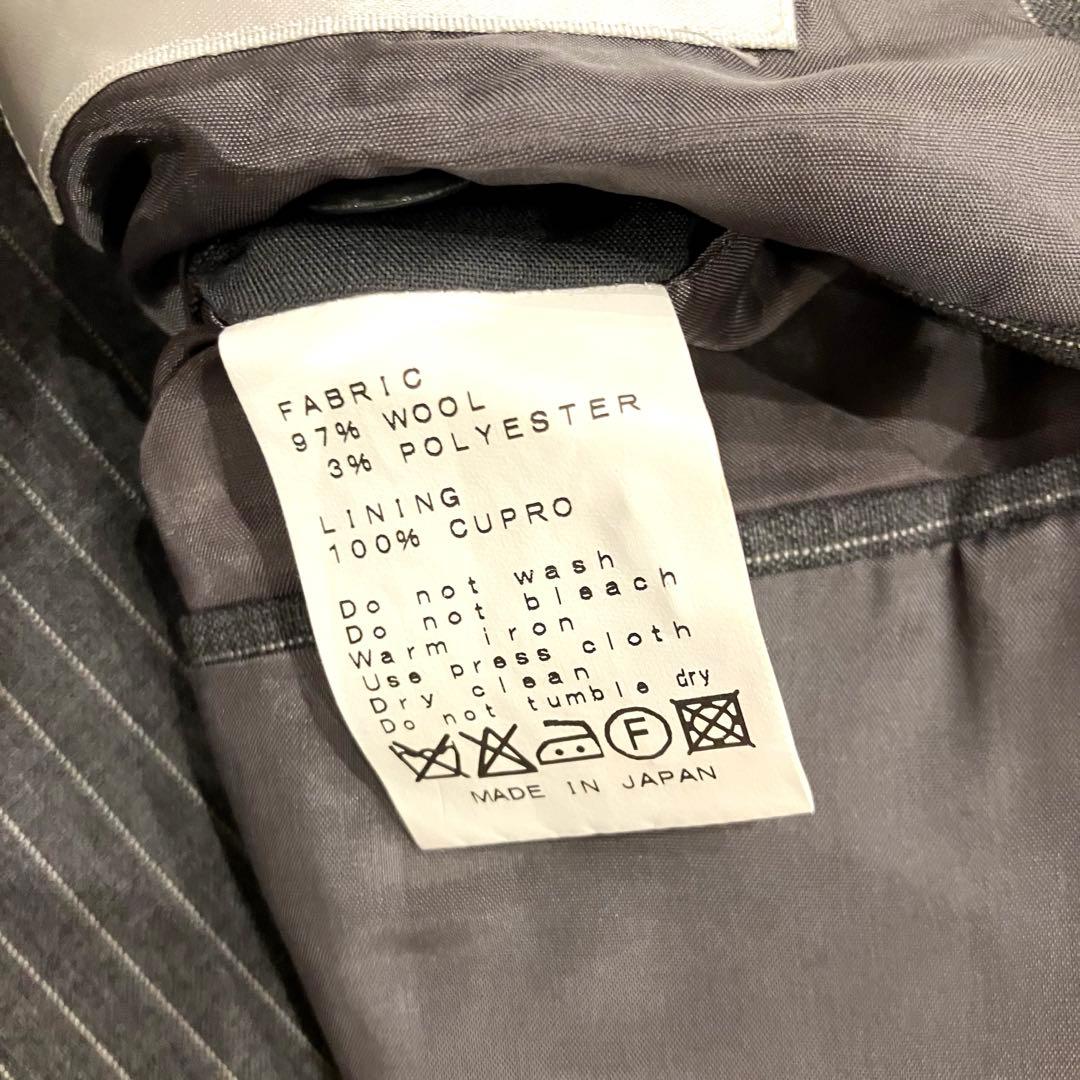 FABRIC
97% WOOL
3% POLYESTER
LINING
100% CUPRO
Do not wash
Do not bleach
Warm iron
Use press cloth
Dry clean
Do not tumble dry
F
MADE IN JAPAN